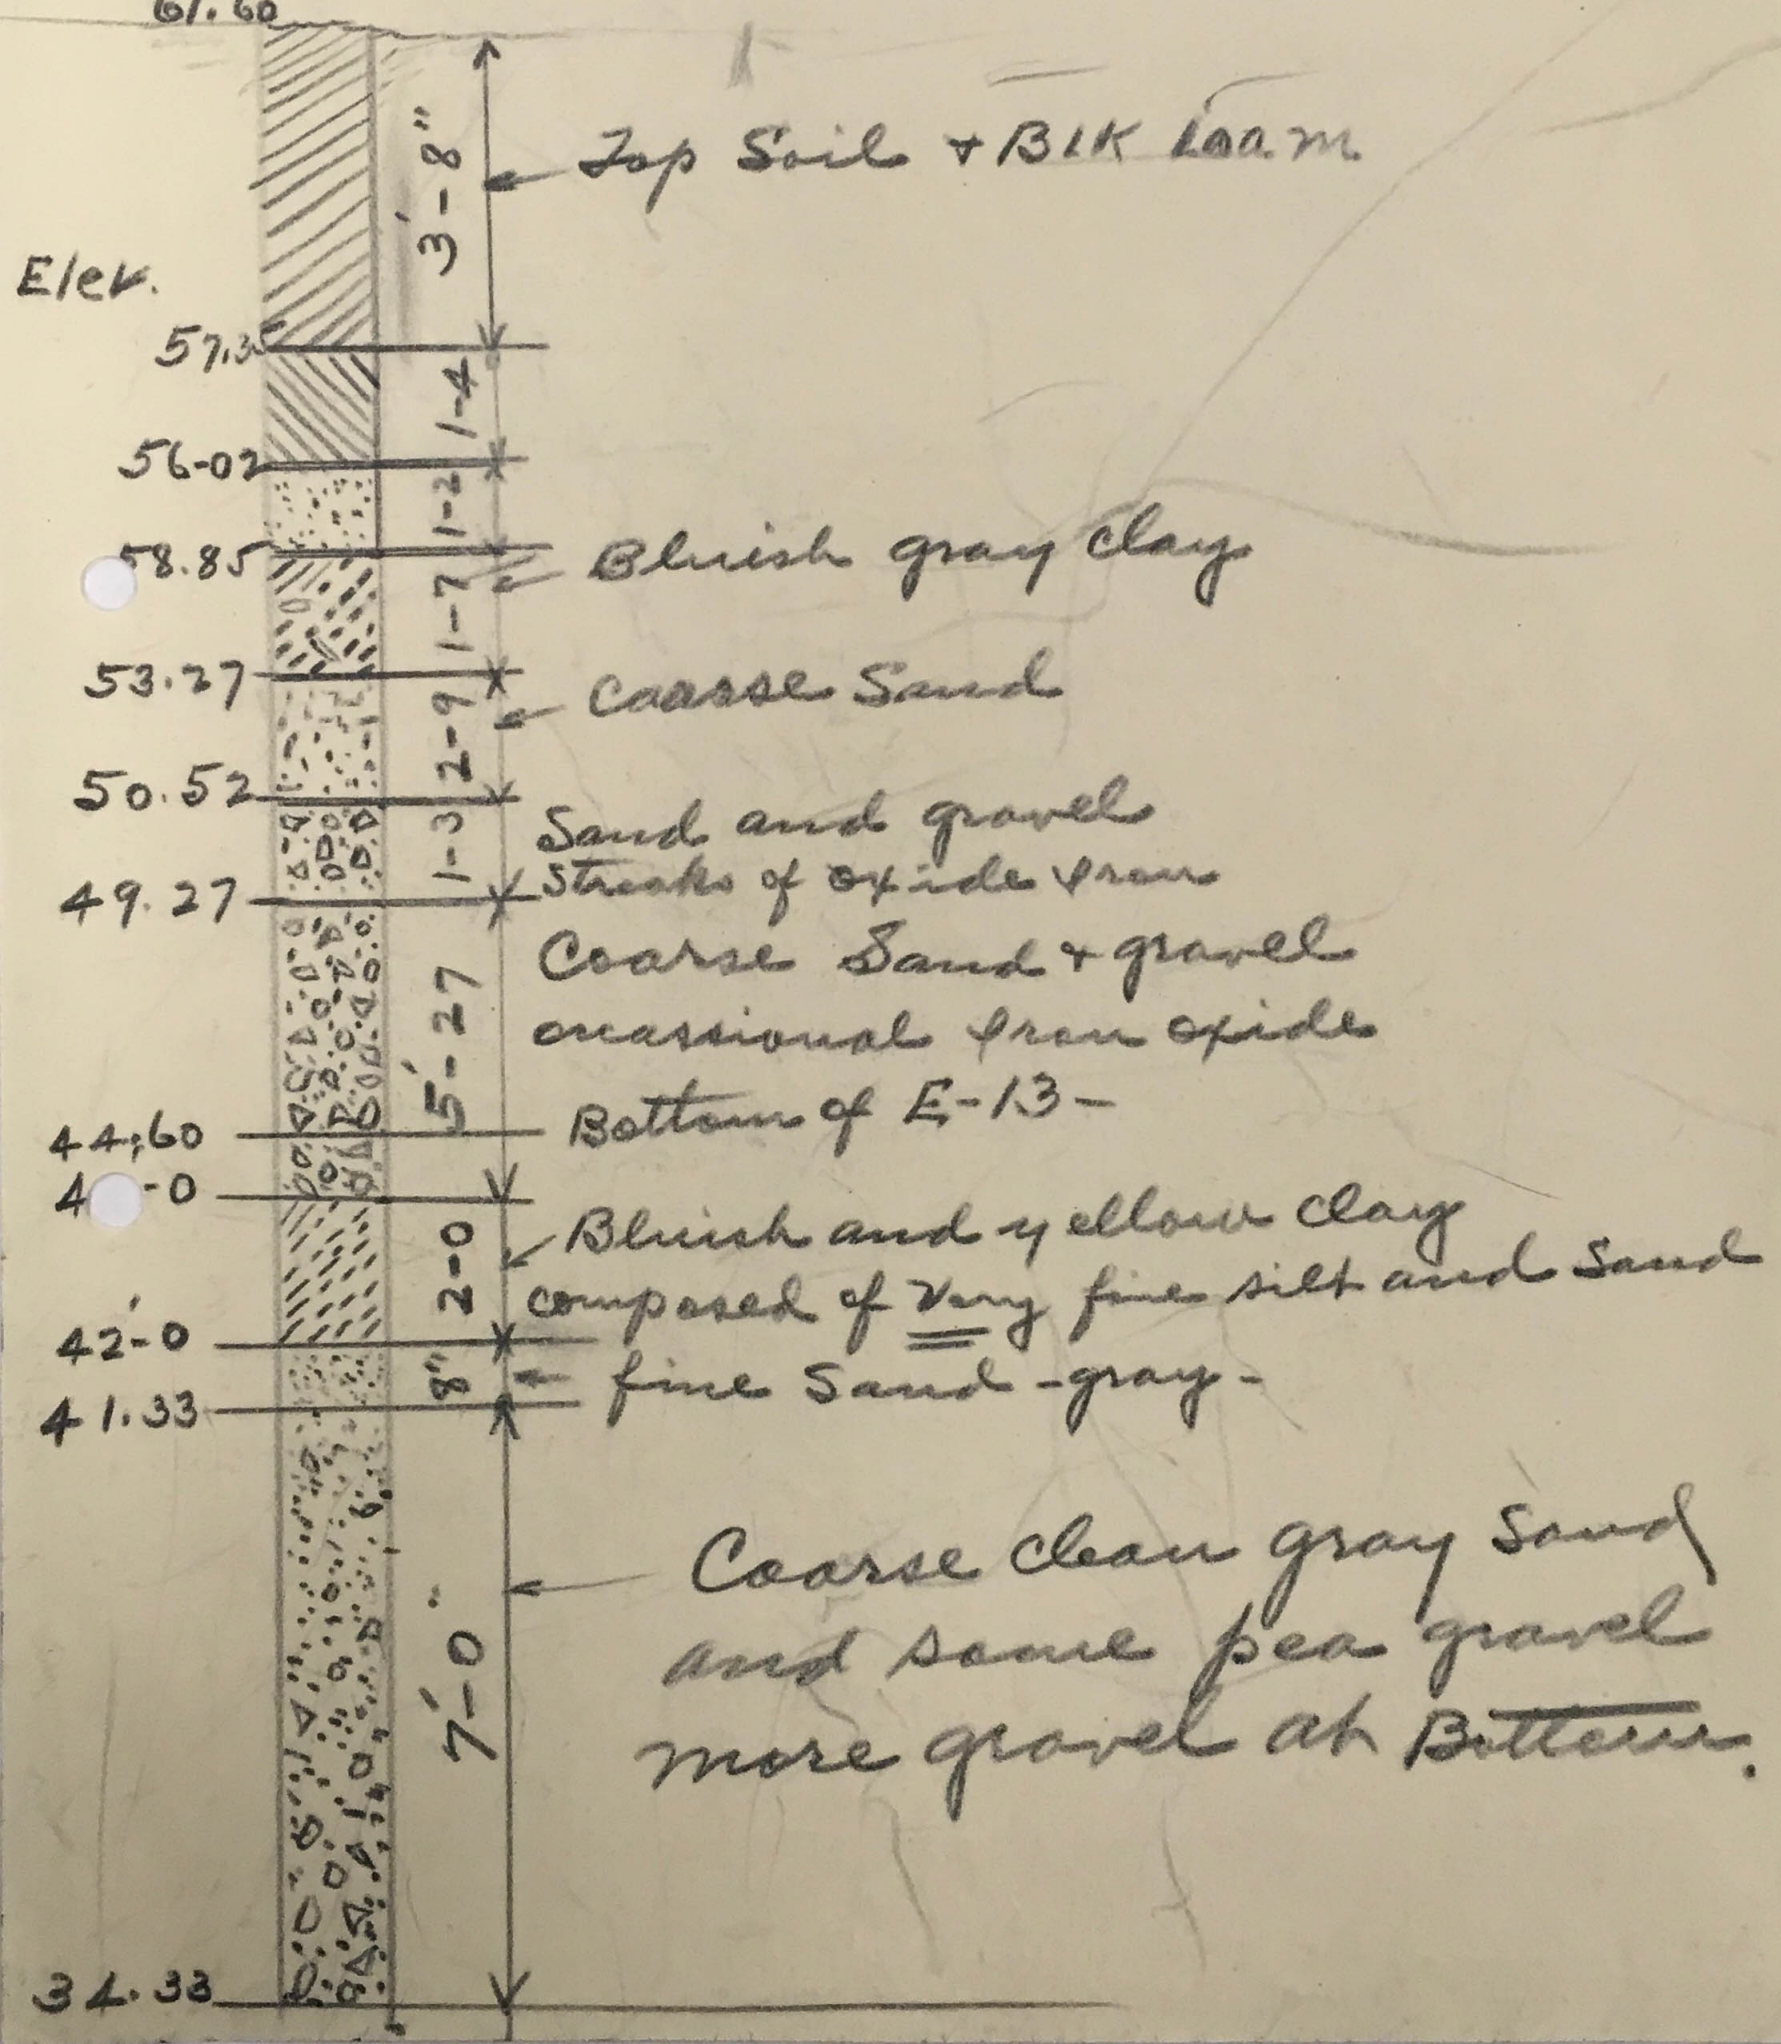 61.60
3'-8"
Top Soil + Blk Loam
Elev.
57.3
1-4
56-02
1-2
58.85
Bluish gray clay
1-7
53.27
Coarse Sand
2-9
50.52
Sand and gravel
1-3
Streaks of oxide Iron
49.27
Coarse Sand + gravel
5'-27
occassional Iron oxide
Bottom of E-13-
44.60
4 -0
Bluish and yellow clay
2-0
composed of Very fine silt and Sand
42'-0
8"
fine Sand -gray-
41.33
Coarse clean gray Sand
7'-0"
and some pea gravel
more gravel at Bottom.
34.33